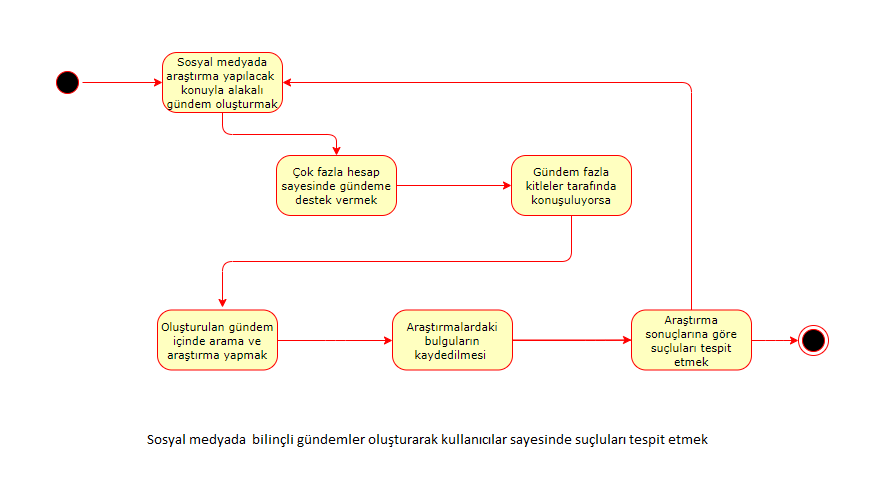 Sosyal medyada
araştırma yapılacak
konuyla alakalı
gündem oluşturmak
Çok fazla hesap
sayesinde gündeme
destek vermek
Gündem fazla
kitleler tarafında
konuşuluyorsa
Oluşturulan gündem
içinde arama ve
araştırma yapmak
Araştırmalardaki
bulguların
kaydedilmesi
Araştırma
sonuçlarına göre
suçluları tespit
etmek
Sosyal medyada bilinçli gündemler oluşturarak kullanıcılar sayesinde suçluları tespit etmek